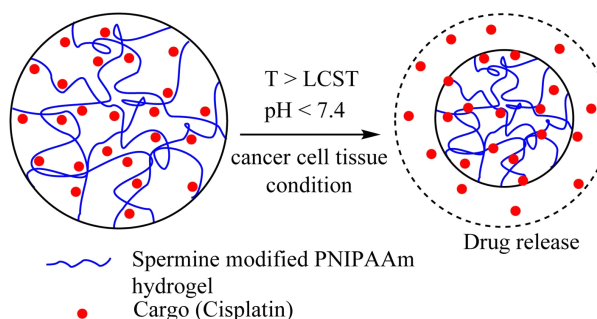 T > LCST
pH < 7.4
cancer cell tissue
condition
Drug release
Spermine modified PNIPAAm
hydrogel
Cargo (Cisplatin)